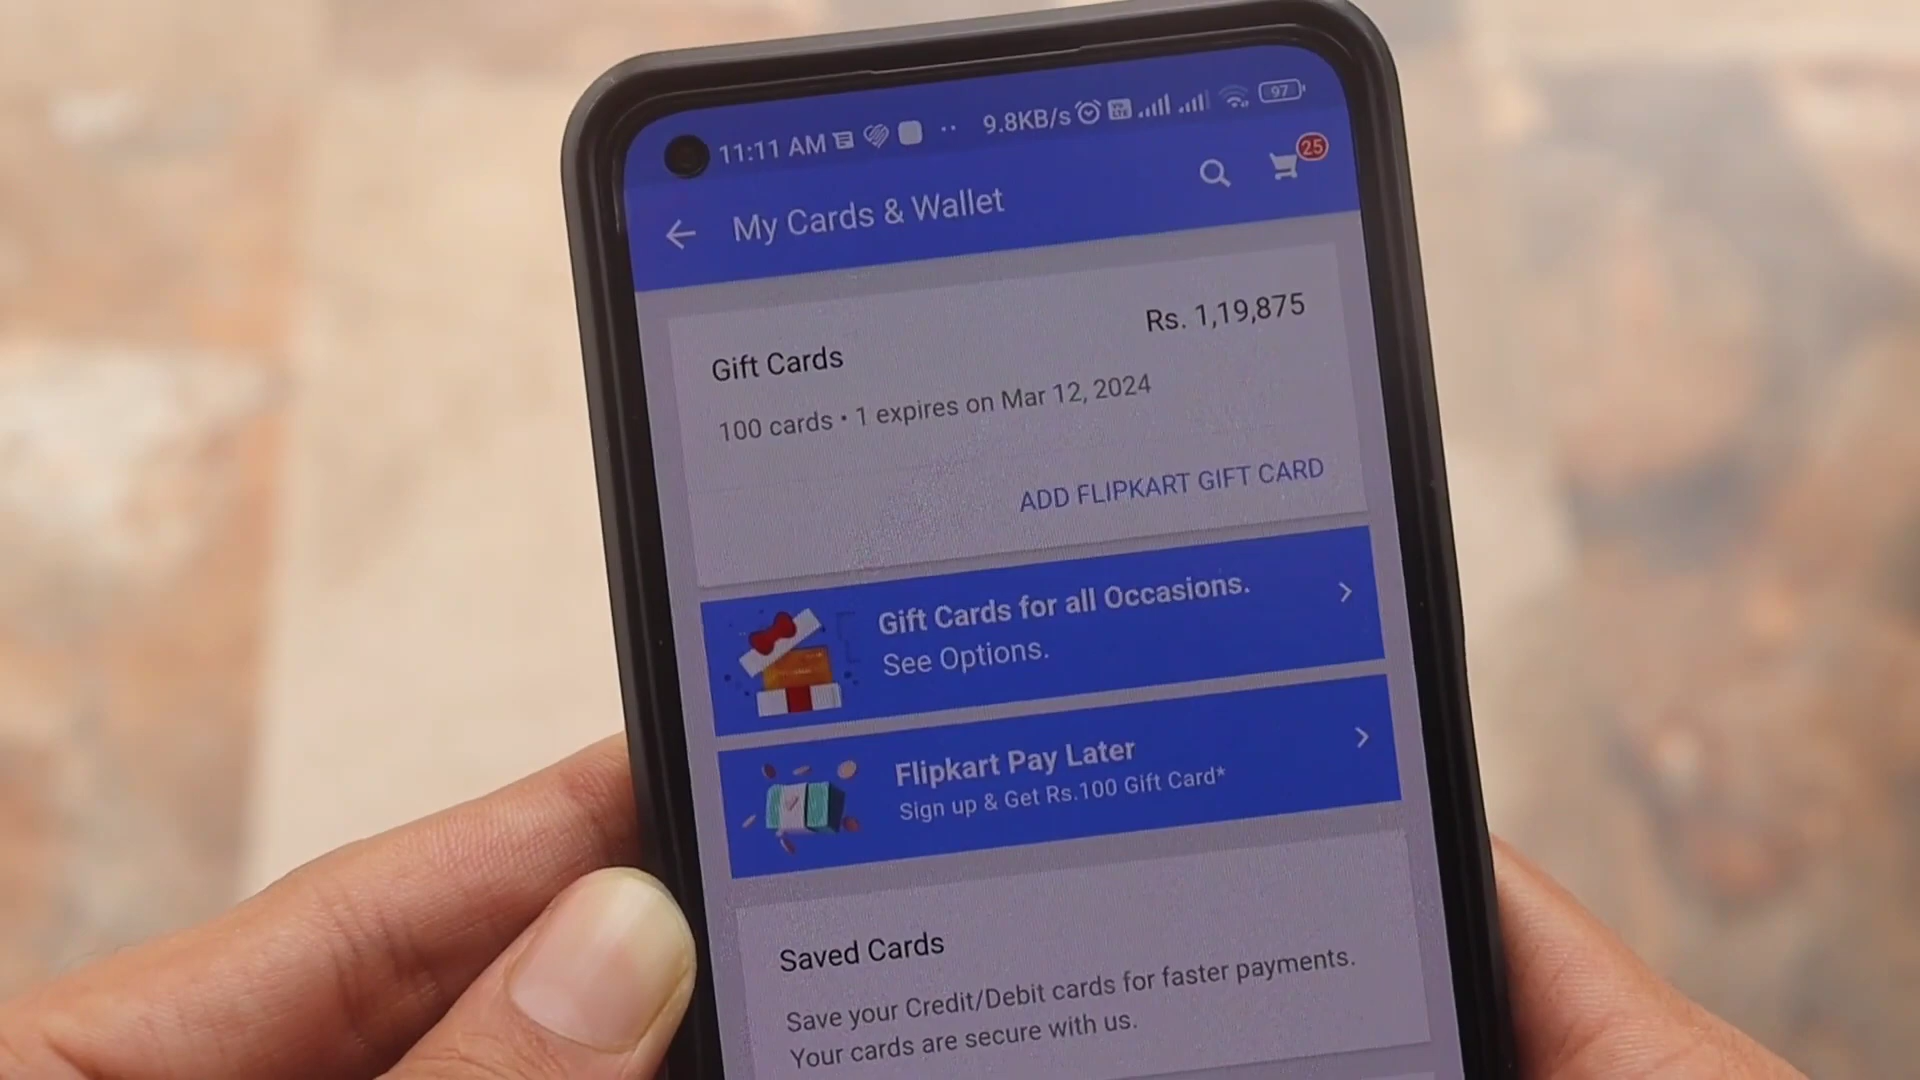 11:11 AM 9.8KB/s 97
My Cards & Wallet 25
Rs. 1,19,875
Gift Cards
100 cards • 1 expires on Mar 12, 2024
ADD FLIPKART GIFT CARD
Gift Cards for all Occasions.
See Options.
Flipkart Pay Later
Sign up & Get Rs.100 Gift Card*
Saved Cards
Save your Credit/Debit cards for faster payments.
Your cards are secure with us.